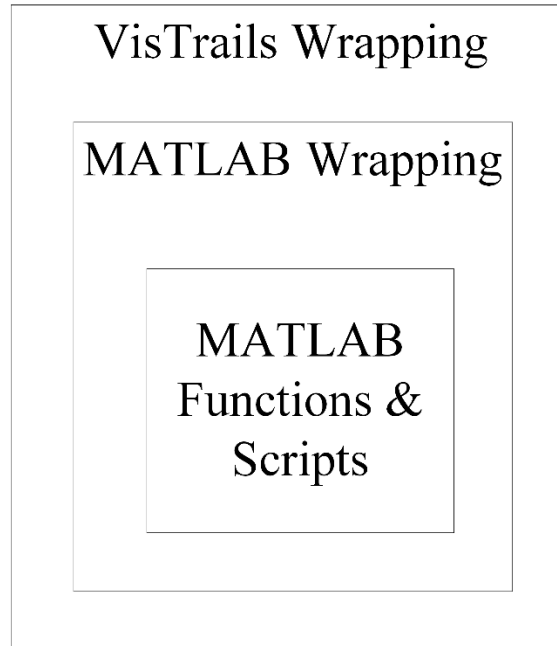 VisTrails Wrapping
MATLAB Wrapping
MATLAB
Functions &
Scripts